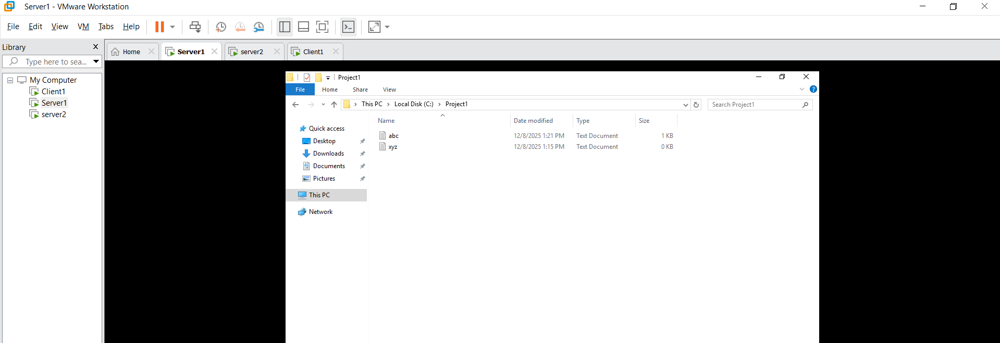 Server1 - VMware Workstation
File Edit View VM Tabs Help
Library
Type here to sea...
My Computer
Client1
Server1
server2
Home Server1 server2 Client1
Project1
File Home Share View
This PC Local Disk (C:) Project1
Search Project1
Quick access
Desktop
Downloads
Documents
Pictures
This PC
Network
Name Date modified Type Size
abc 12/8/2025 1:21 PM Text Document 1 KB
xyz 12/8/2025 1:15 PM Text Document 0 KB